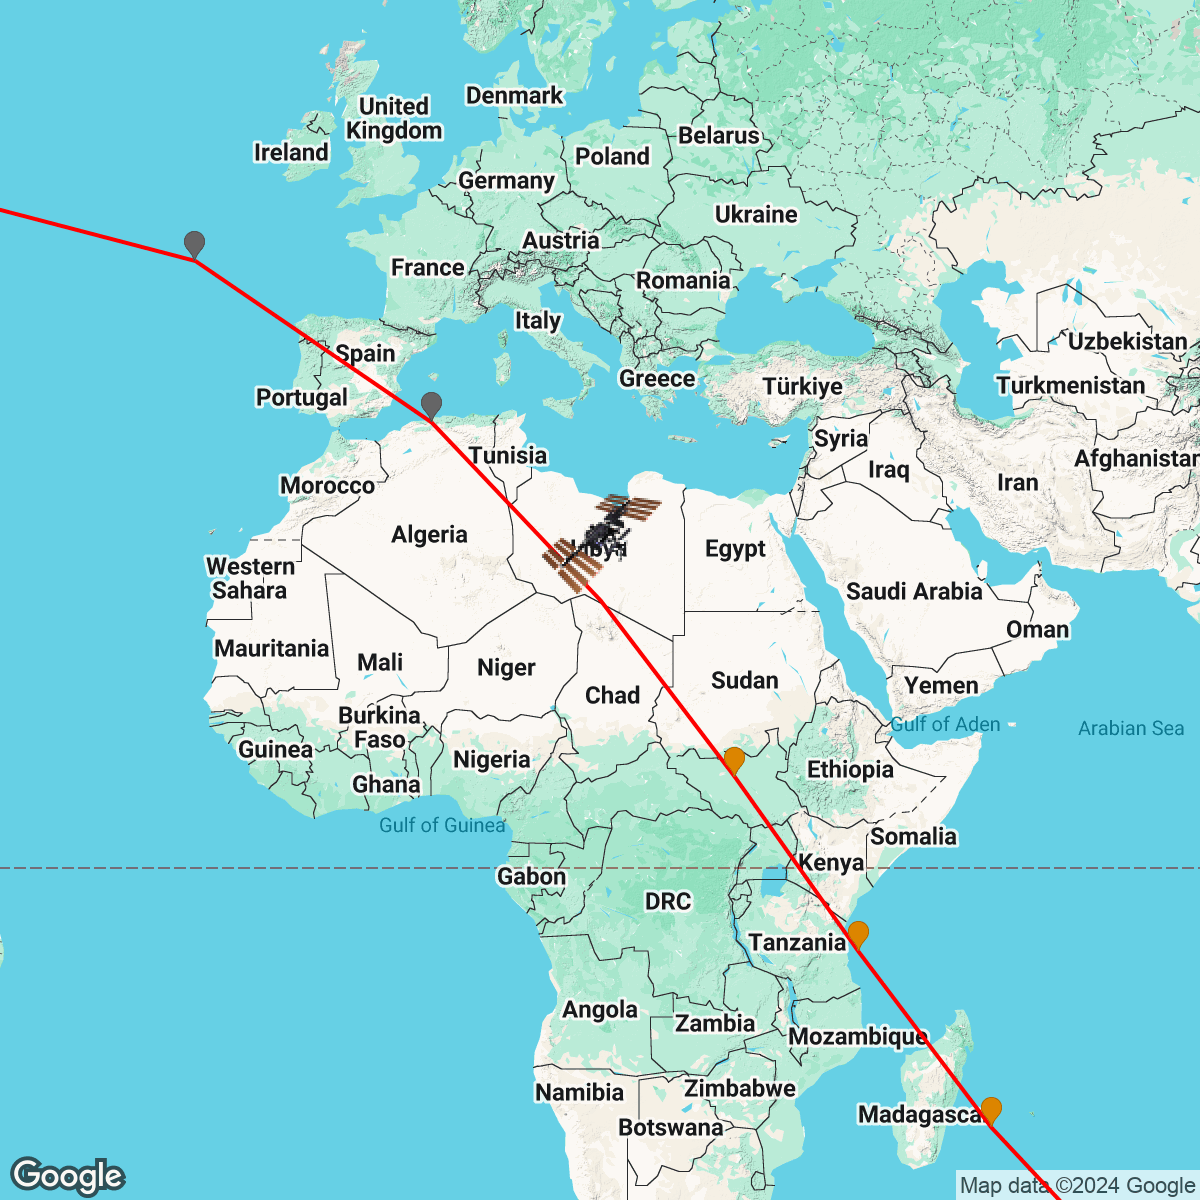 Denmark
United
Kingdom
Ireland
Belarus
Poland
Germany
Ukraine
Austria
France
Romania
Italy
Uzbekistan
Spain
Greece
Türkiye
Turkmenistan
Portugal
Syria
Tunisia
Afghanistan
Iraq
Iran
Morocco
Algeria
Libya
Egypt
Western
Sahara
Saudi Arabia
Oman
Mauritania
Mali
Niger
Sudan
Yemen
Chad
Burkina
Faso
Gulf of Aden
Arabian Sea
Guinea
Nigeria
Ethiopia
Ghana
Gulf of Guinea
Somalia
Kenya
Gabon
DRC
Tanzania
Angola
Zambia
Mozambique
Namibia
Zimbabwe
Madagascar
Botswana
Google
Map data ©2024 Google